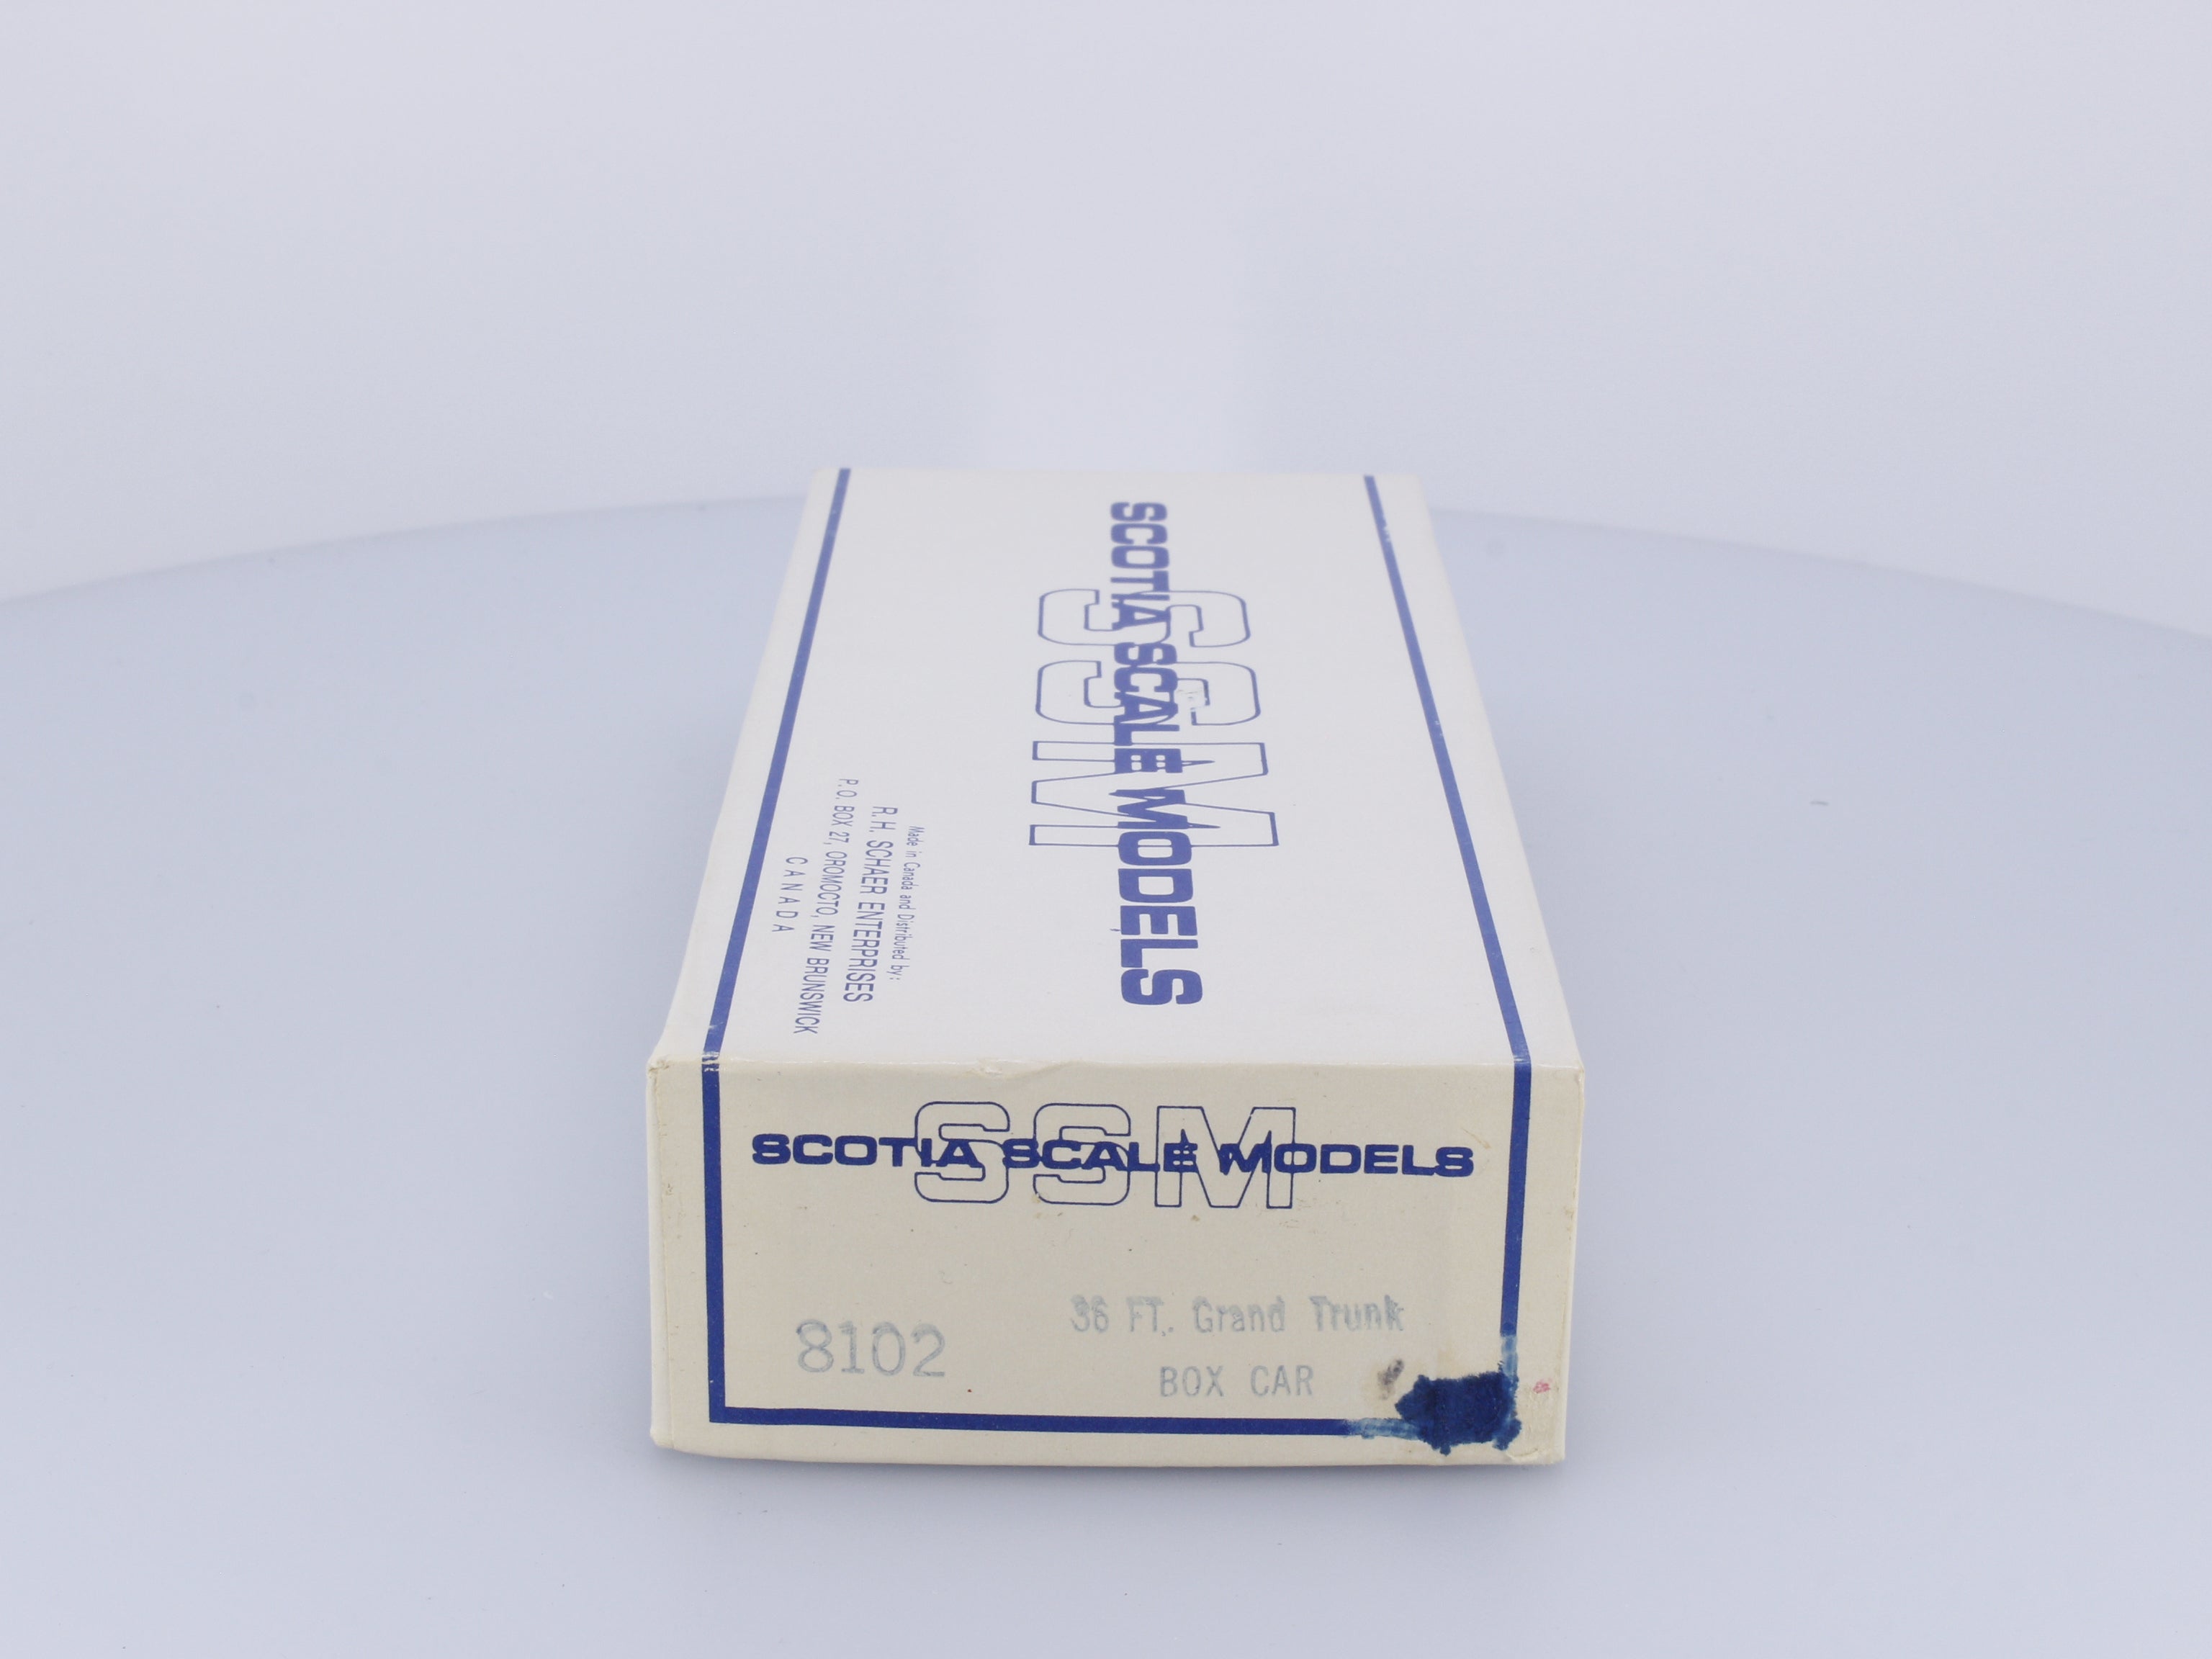 SCOTIA SCALE MODELS
SSM
Made in Canada and Distributed by:
R. H. SCHAER ENTERPRISES
P. O. BOX 27, OROMOCTO, NEW BRUNSWICK
CANADA
SSM
SCOTIA SCALE MODELS
8102
36 FT. Grand Trunk
BOX CAR